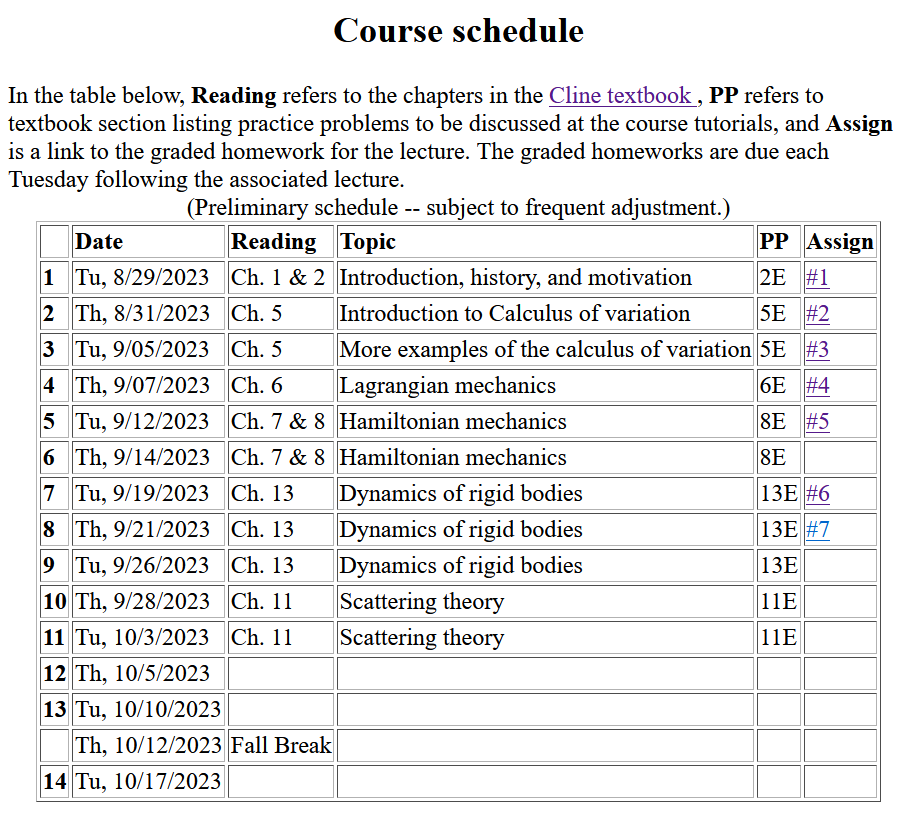 Course schedule
In the table below, Reading refers to the chapters in the Cline textbook , PP refers to
textbook section listing practice problems to be discussed at the course tutorials, and Assign
is a link to the graded homework for the lecture. The graded homeworks are due each
Tuesday following the associated lecture.
(Preliminary schedule -- subject to frequent adjustment.)
Date Reading Topic PP Assign
1 Tu, 8/29/2023 Ch. 1 & 2 Introduction, history, and motivation 2E #1
2 Th, 8/31/2023 Ch. 5 Introduction to Calculus of variation 5E #2
3 Tu, 9/05/2023 Ch. 5 More examples of the calculus of variation 5E #3
4 Th, 9/07/2023 Ch. 6 Lagrangian mechanics 6E #4
5 Tu, 9/12/2023 Ch. 7 & 8 Hamiltonian mechanics 8E #5
6 Th, 9/14/2023 Ch. 7 & 8 Hamiltonian mechanics 8E
7 Tu, 9/19/2023 Ch. 13 Dynamics of rigid bodies 13E #6
8 Th, 9/21/2023 Ch. 13 Dynamics of rigid bodies 13E #7
9 Tu, 9/26/2023 Ch. 13 Dynamics of rigid bodies 13E
10 Th, 9/28/2023 Ch. 11 Scattering theory 11E
11 Tu, 10/3/2023 Ch. 11 Scattering theory 11E
12 Th, 10/5/2023
13 Tu, 10/10/2023
Th, 10/12/2023 Fall Break
14 Tu, 10/17/2023